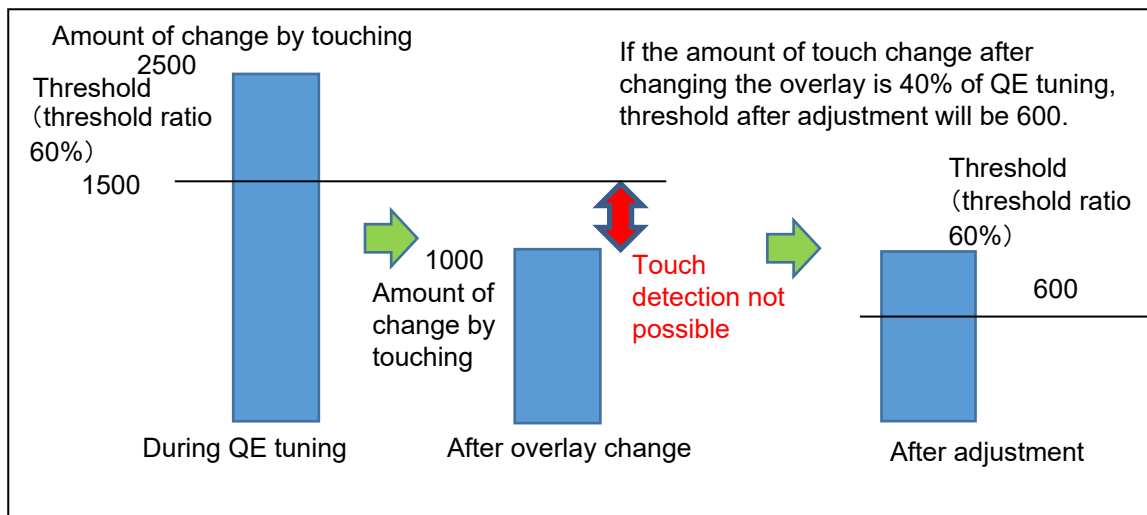 Amount of change by touching
2500
Threshold
（threshold ratio
60%）
1500
During QE tuning
1000
Amount of
change by
touching
After overlay change
Touch
detection not
possible
If the amount of touch change after
changing the overlay is 40% of QE tuning,
threshold after adjustment will be 600.
Threshold
（threshold ratio
60%）
600
After adjustment